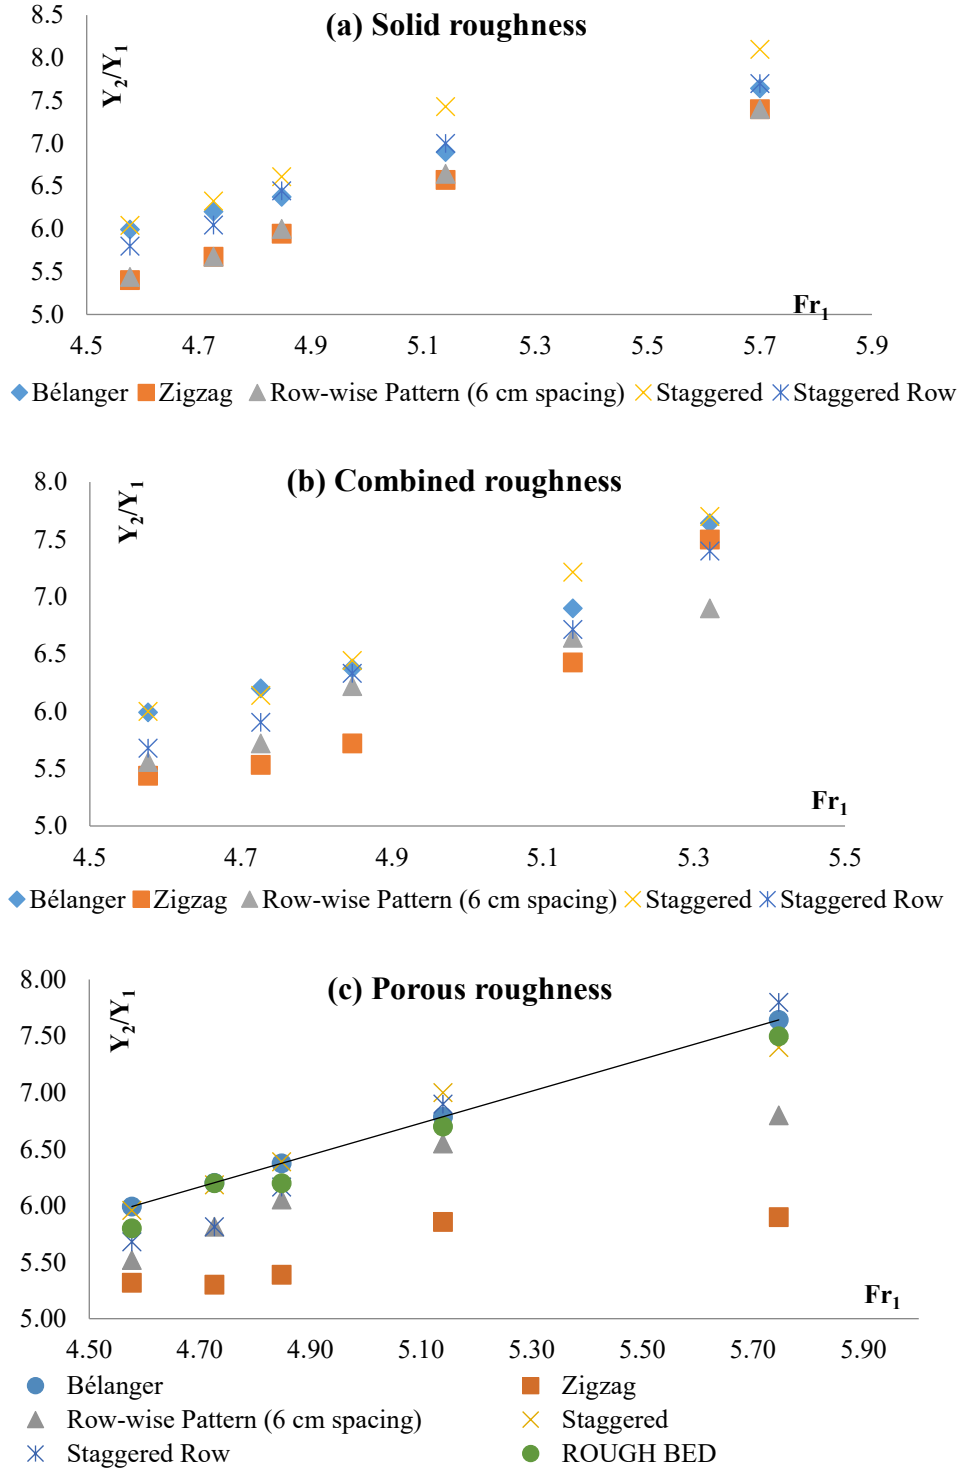 (a) Solid roughness
Y2/Y1
8.5
8.0
7.5
7.0
6.5
6.0
5.5
5.0
Fr1
4.5 4.7 4.9 5.1 5.3 5.5 5.7 5.9
Bélanger Zigzag Row-wise Pattern (6 cm spacing) Staggered Staggered Row
(b) Combined roughness
Y2/Y1
8.0
7.5
7.0
6.5
6.0
5.5
5.0
Fr1
4.5 4.7 4.9 5.1 5.3 5.5
Bélanger Zigzag Row-wise Pattern (6 cm spacing) Staggered Staggered Row
(c) Porous roughness
Y2/Y1
8.00
7.50
7.00
6.50
6.00
5.50
5.00
Fr1
4.50 4.70 4.90 5.10 5.30 5.50 5.70 5.90
Bélanger Zigzag
Row-wise Pattern (6 cm spacing) Staggered
Staggered Row ROUGH BED